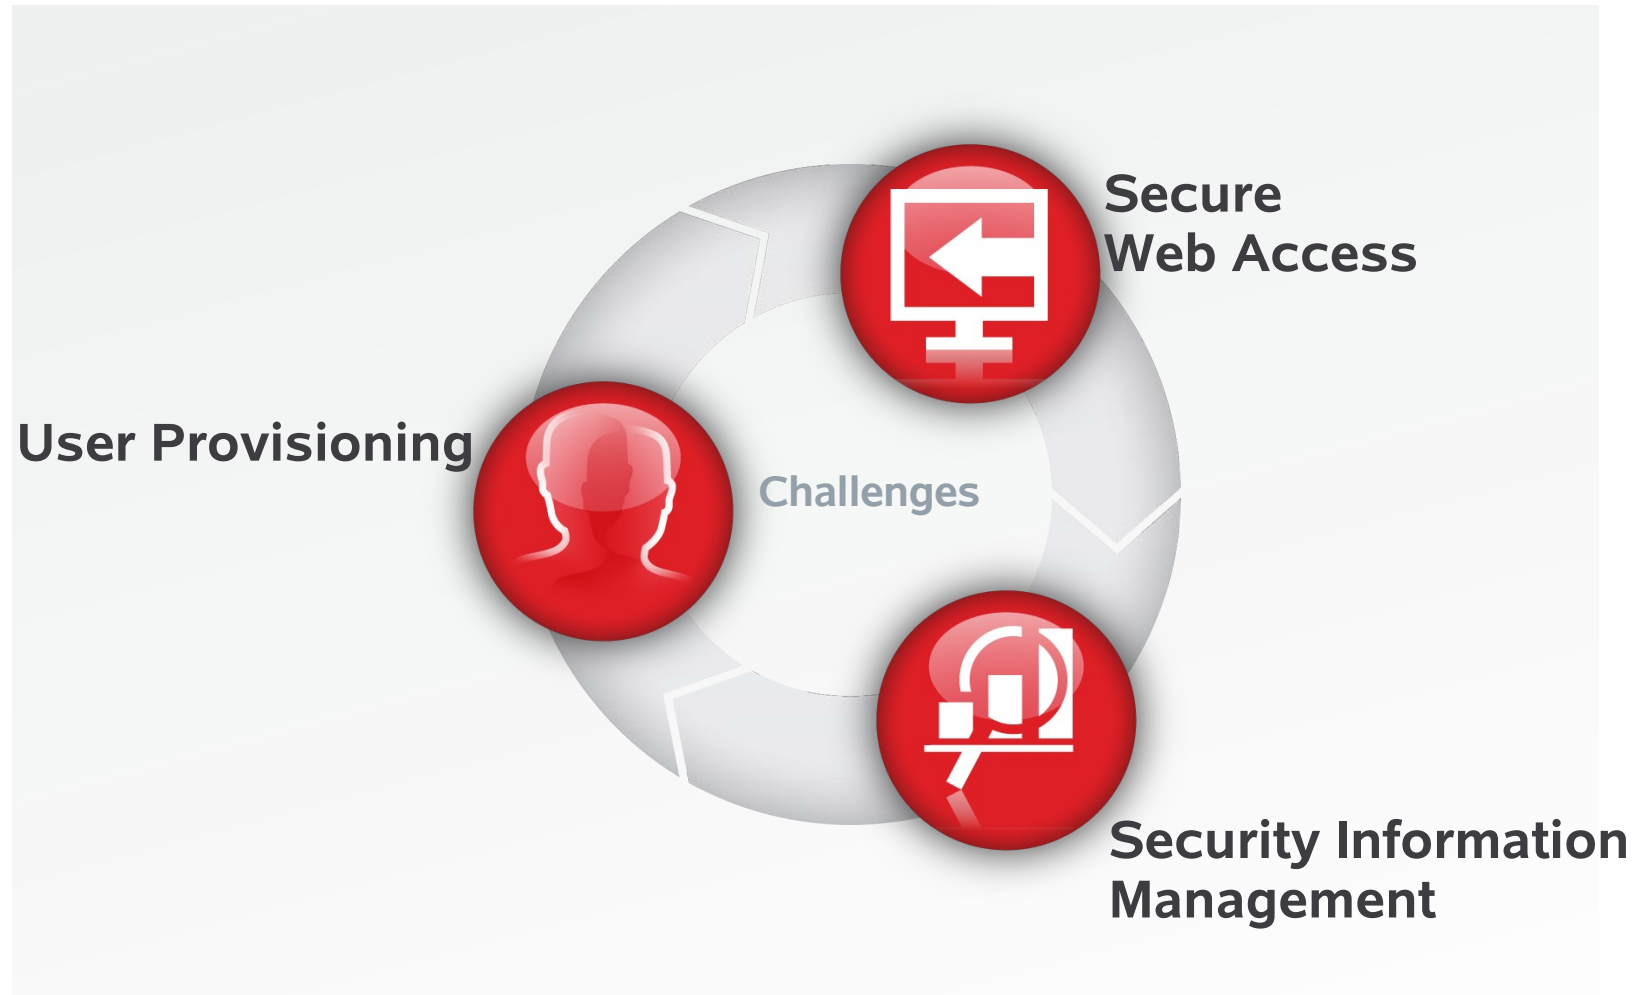 Secure
Web Access
User Provisioning
Challenges
Security Information
Management